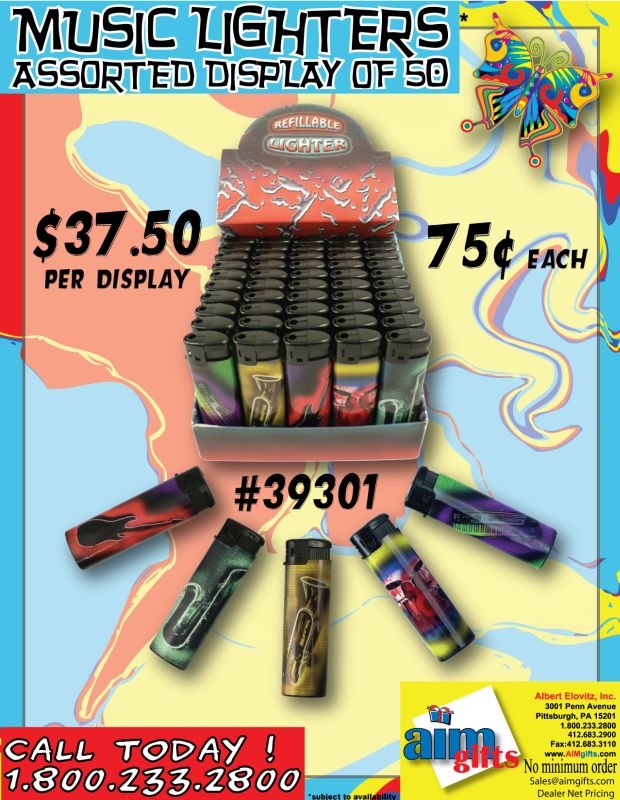 MUSIC LIGHTERS *
ASSORTED DISPLAY OF 50
REFILLABLE
LIGHTER
$37.50
PER DISPLAY
75¢ EACH
#39301
CALL TODAY !
1.800.233.2800
*subject to availability
aim
gifts
Albert Elovitz, Inc.
3001 Penn Avenue
Pittsburgh, PA 15201
1.800.233.2800
412.683.2900
Fax:412.683.3110
www.AIMgifts.com
No minimum order
Sales@aimgifts.com
Dealer Net Pricing